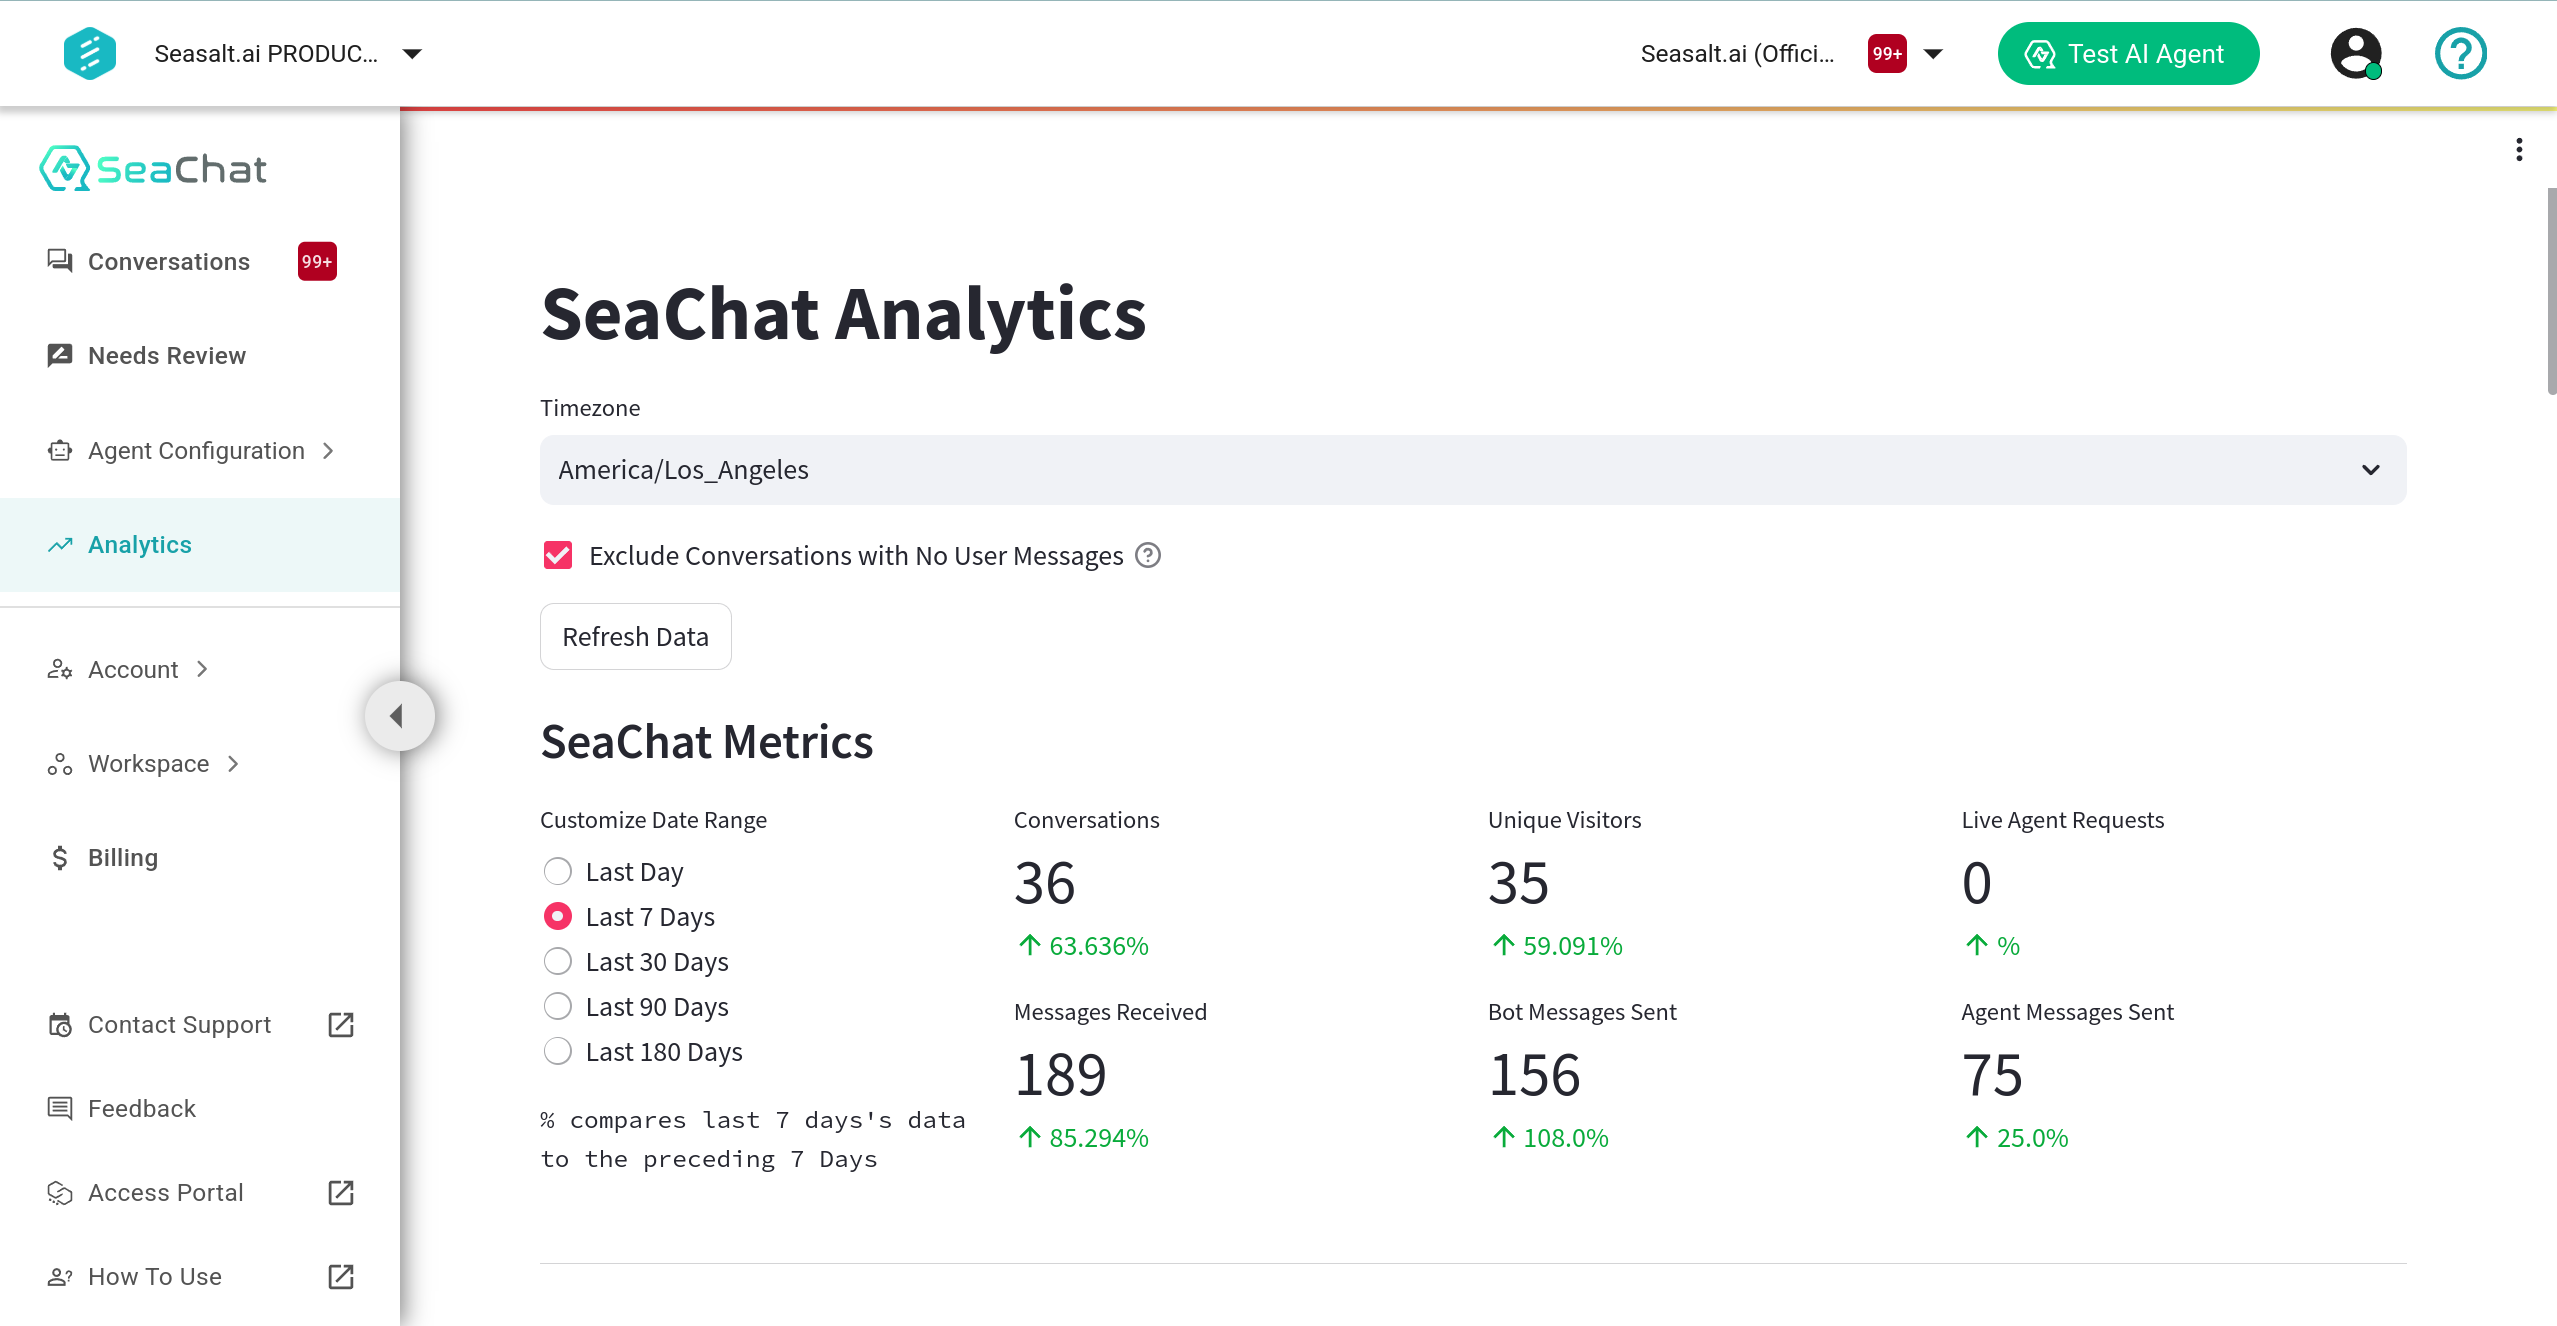 Seasalt.ai PRODUC...
Seasalt.ai (Offici...
99+
Test AI Agent
SeaChat
Conversations
99+
Needs Review
Agent Configuration
Analytics
Account
Workspace
Billing
Contact Support
Feedback
Access Portal
How To Use
SeaChat Analytics
Timezone
America/Los_Angeles
Exclude Conversations with No User Messages
Refresh Data
SeaChat Metrics
Customize Date Range
Last Day
Last 7 Days
Last 30 Days
Last 90 Days
Last 180 Days
% compares last 7 days's data
to the preceding 7 Days
Conversations
36
63.636%
Unique Visitors
35
59.091%
Live Agent Requests
0
%
Messages Received
189
85.294%
Bot Messages Sent
156
108.0%
Agent Messages Sent
75
25.0%